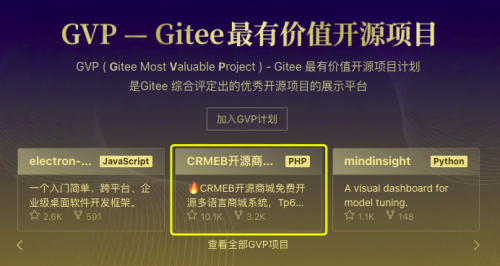 GVP — Gitee最有价值开源项目
GVP ( Gitee Most Valuable Project ) - Gitee 最有价值开源项目计划
是Gitee 综合评定出的优秀开源项目的展示平台
加入GVP计划
electron-... JavaScript
一个入门简单、跨平台、企
业级桌面软件开发框架。
2.6K 591
CRMEB开源商... PHP
🔥CRMEB开源商城免费开
源多语言商城系统，Tp6...
10.1K 3.2K
mindinsight Python
A visual dashboard for
model tuning.
1.1K 148
查看全部GVP项目